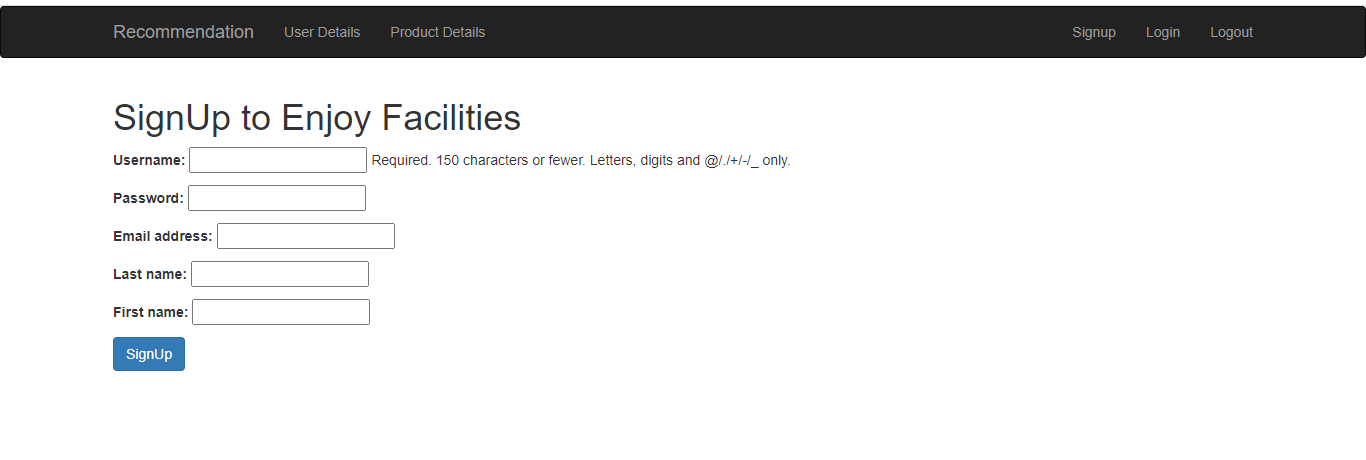 Recommendation User Details Product Details Signup Login Logout
SignUp to Enjoy Facilities
Username: Required. 150 characters or fewer. Letters, digits and @/./+/-/_ only.
Password:
Email address:
Last name:
First name:
SignUp